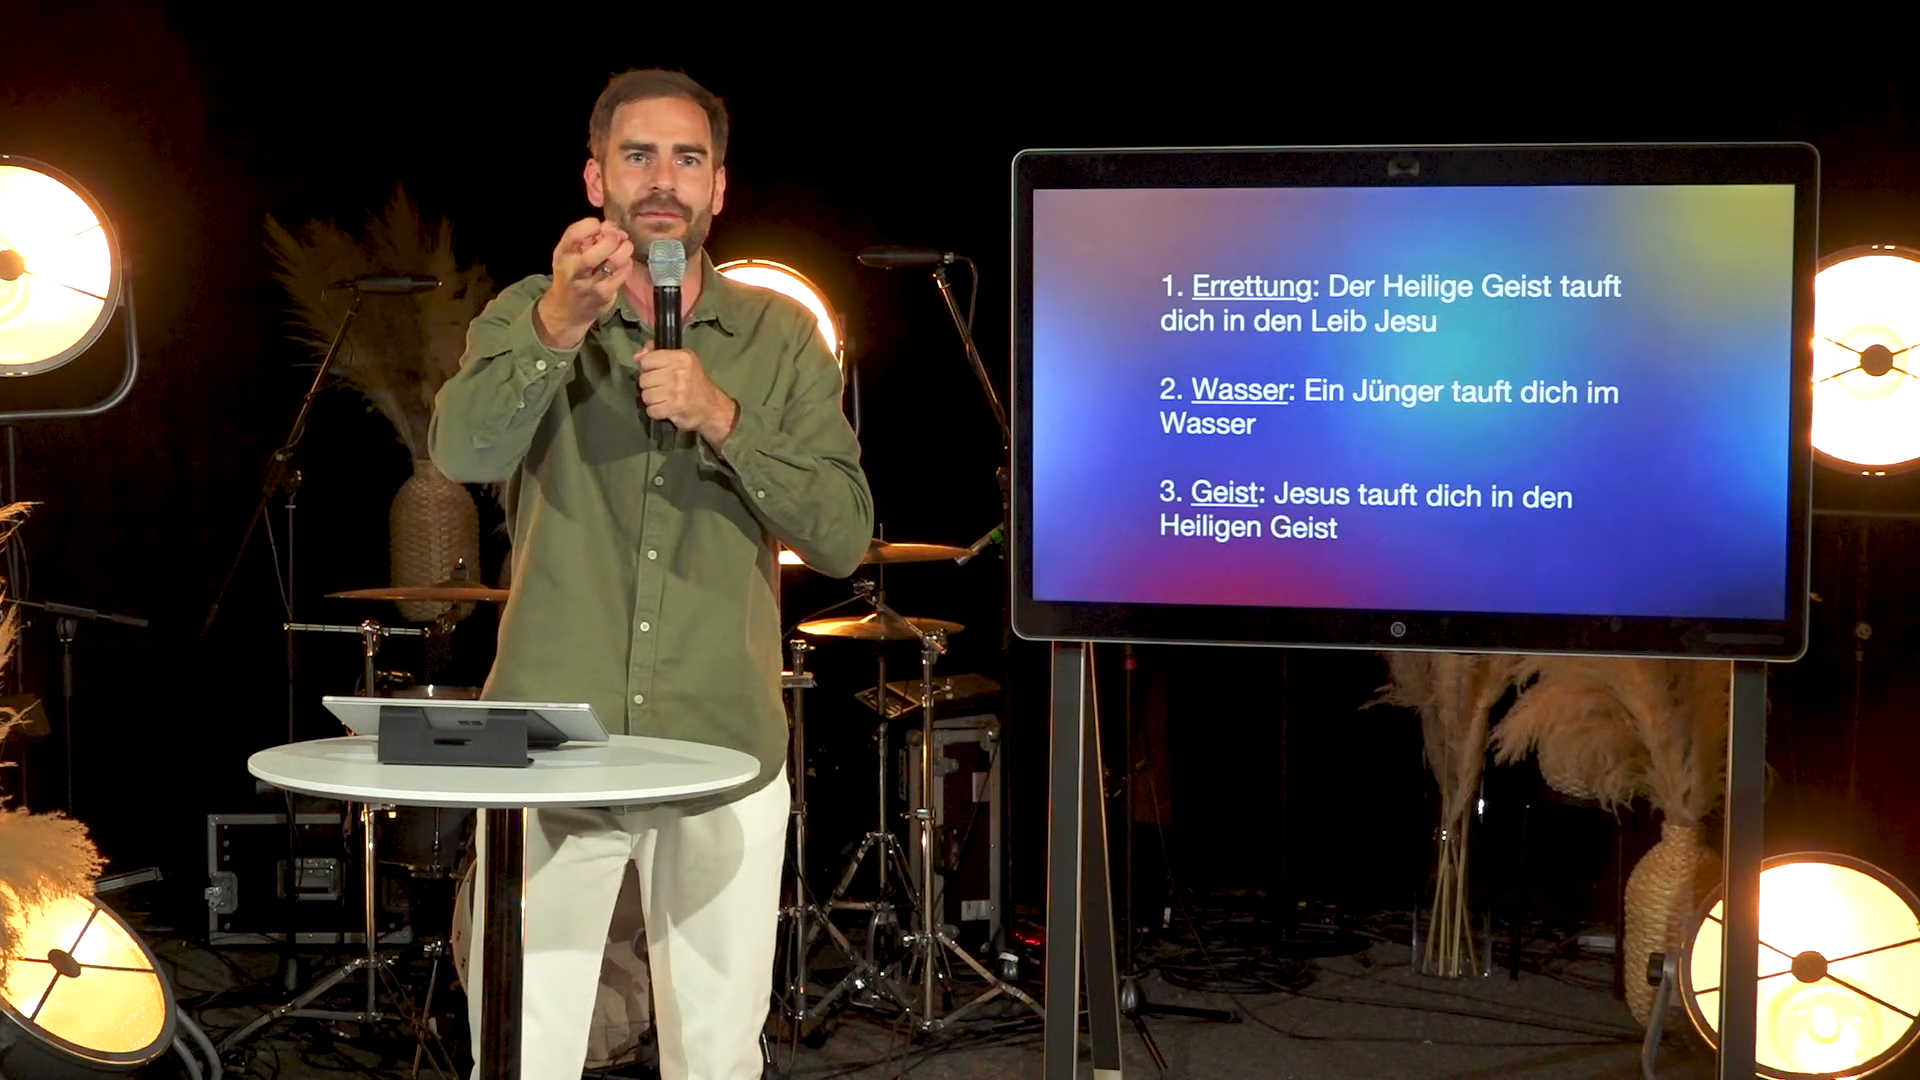 1. Errettung: Der Heilige Geist tauft
dich in den Leib Jesu
2. Wasser: Ein Jünger tauft dich im
Wasser
3. Geist: Jesus tauft dich in den
Heiligen Geist